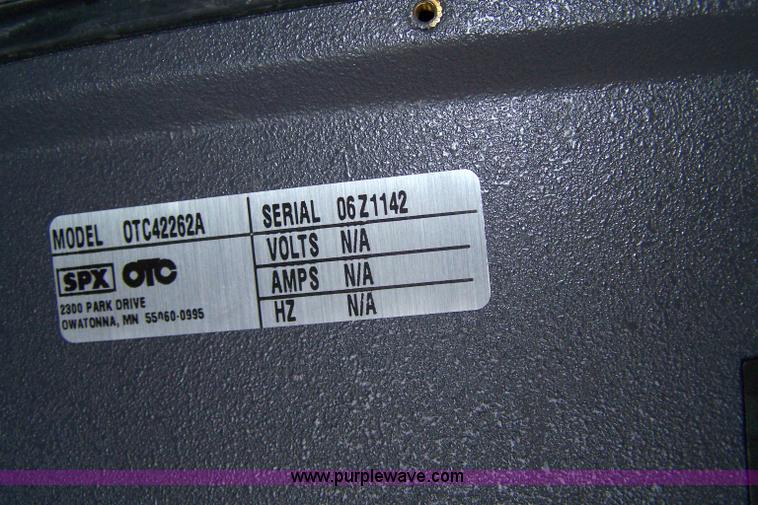 MODEL OTC42262A
SPX OTC
2300 PARK DRIVE
OWATONNA, MN 55060-0995
SERIAL 06Z1142
VOLTS N/A
AMPS N/A
HZ N/A
www.purplewave.com